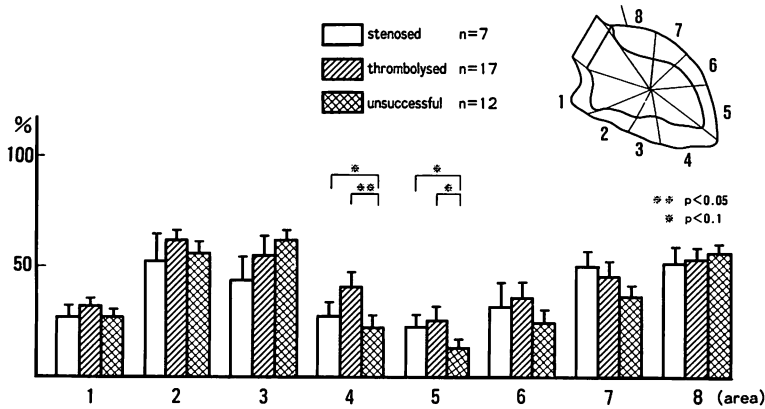 stenosed n=7
thrombolysed n=17
unsuccessful n=12
8
7
6
5
4
3
2
1
%
100
50
※
※※
※
※
※※ p<0.05
※ p<0.1
1 2 3 4 5 6 7 8 (area)